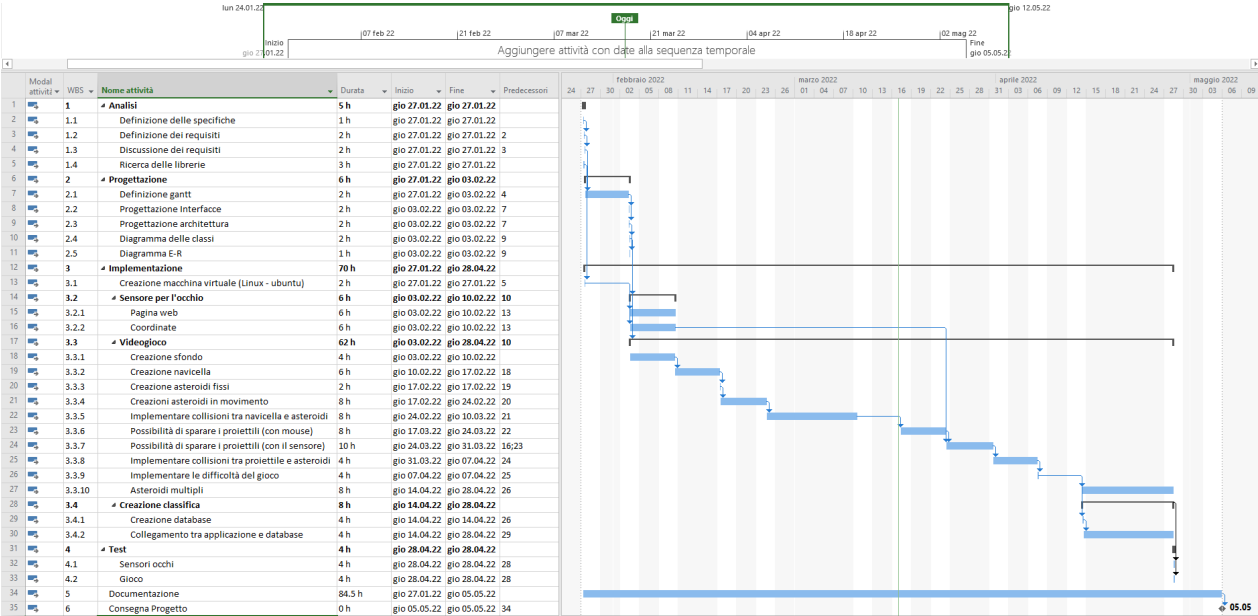 lun 24.01.22
gio 12.05.22
Oggi
07 feb 22 21 feb 22 07 mar 22 21 mar 22 04 apr 22 18 apr 22 02 mag 22
Inizio
gio 27.01.22
Aggiungere attività con date alla sequenza temporale
Fine
gio 05.05.22
Modal attività WBS Nome attività Durata Inizio Fine Predecessori
febbraio 2022 marzo 2022 aprile 2022 maggio 2022
24 27 30 02 05 08 11 14 17 20 23 26 01 04 07 10 13 16 19 22 25 28 31 03 06 09 12 15 18 21 24 27 30 03 06 09
1 1 Analisi 5 h gio 27.01.22 gio 27.01.22
2 1.1 Definizione delle specifiche 1 h gio 27.01.22 gio 27.01.22
3 1.2 Definizione dei requisiti 2 h gio 27.01.22 gio 27.01.22 2
4 1.3 Discussione dei requisiti 2 h gio 27.01.22 gio 27.01.22 3
5 1.4 Ricerca delle librerie 3 h gio 27.01.22 gio 27.01.22
6 2 Progettazione 6 h gio 27.01.22 gio 03.02.22
7 2.1 Definizione gantt 2 h gio 27.01.22 gio 03.02.22 4
8 2.2 Progettazione Interfacce 2 h gio 03.02.22 gio 03.02.22 7
9 2.3 Progettazione architettura 2 h gio 03.02.22 gio 03.02.22 7
10 2.4 Diagramma delle classi 2 h gio 03.02.22 gio 03.02.22 9
11 2.5 Diagramma E-R 1 h gio 03.02.22 gio 03.02.22 9
12 3 Implementazione 70 h gio 27.01.22 gio 28.04.22
13 3.1 Creazione macchina virtuale (Linux - ubuntu) 2 h gio 27.01.22 gio 27.01.22 5
14 3.2 Sensore per l'occhio 6 h gio 03.02.22 gio 10.02.22 10
15 3.2.1 Pagina web 6 h gio 03.02.22 gio 10.02.22 13
16 3.2.2 Coordinate 6 h gio 03.02.22 gio 10.02.22 13
17 3.3 Videogioco 62 h gio 03.02.22 gio 28.04.22 10
18 3.3.1 Creazione sfondo 4 h gio 03.02.22 gio 10.02.22
19 3.3.2 Creazione navicella 6 h gio 10.02.22 gio 17.02.22 18
20 3.3.3 Creazione asteroidi fissi 2 h gio 17.02.22 gio 17.02.22 19
21 3.3.4 Creazioni asteroidi in movimento 8 h gio 17.02.22 gio 24.02.22 20
22 3.3.5 Implementare collisioni tra navicella e asteroidi 8 h gio 24.02.22 gio 10.03.22 21
23 3.3.6 Possibilità di sparare i proiettili (con mouse) 8 h gio 17.03.22 gio 24.03.22 22
24 3.3.7 Possibilità di sparare i proiettili (con il sensore) 10 h gio 24.03.22 gio 31.03.22 16;23
25 3.3.8 Implementare collisioni tra proiettile e asteroidi 4 h gio 31.03.22 gio 07.04.22 24
26 3.3.9 Implementare le difficoltà del gioco 4 h gio 07.04.22 gio 07.04.22 25
27 3.3.10 Asteroidi multipli 8 h gio 14.04.22 gio 28.04.22 26
28 3.4 Creazione classifica 8 h gio 14.04.22 gio 28.04.22
29 3.4.1 Creazione database 4 h gio 14.04.22 gio 14.04.22 26
30 3.4.2 Collegamento tra applicazione e database 4 h gio 14.04.22 gio 28.04.22 29
31 4 Test 4 h gio 28.04.22 gio 28.04.22
32 4.1 Sensori occhi 4 h gio 28.04.22 gio 28.04.22 28
33 4.2 Gioco 4 h gio 28.04.22 gio 28.04.22 28
34 5 Documentazione 84.5 h gio 27.01.22 gio 05.05.22
35 6 Consegna Progetto 0 h gio 05.05.22 gio 05.05.22 34 05.05